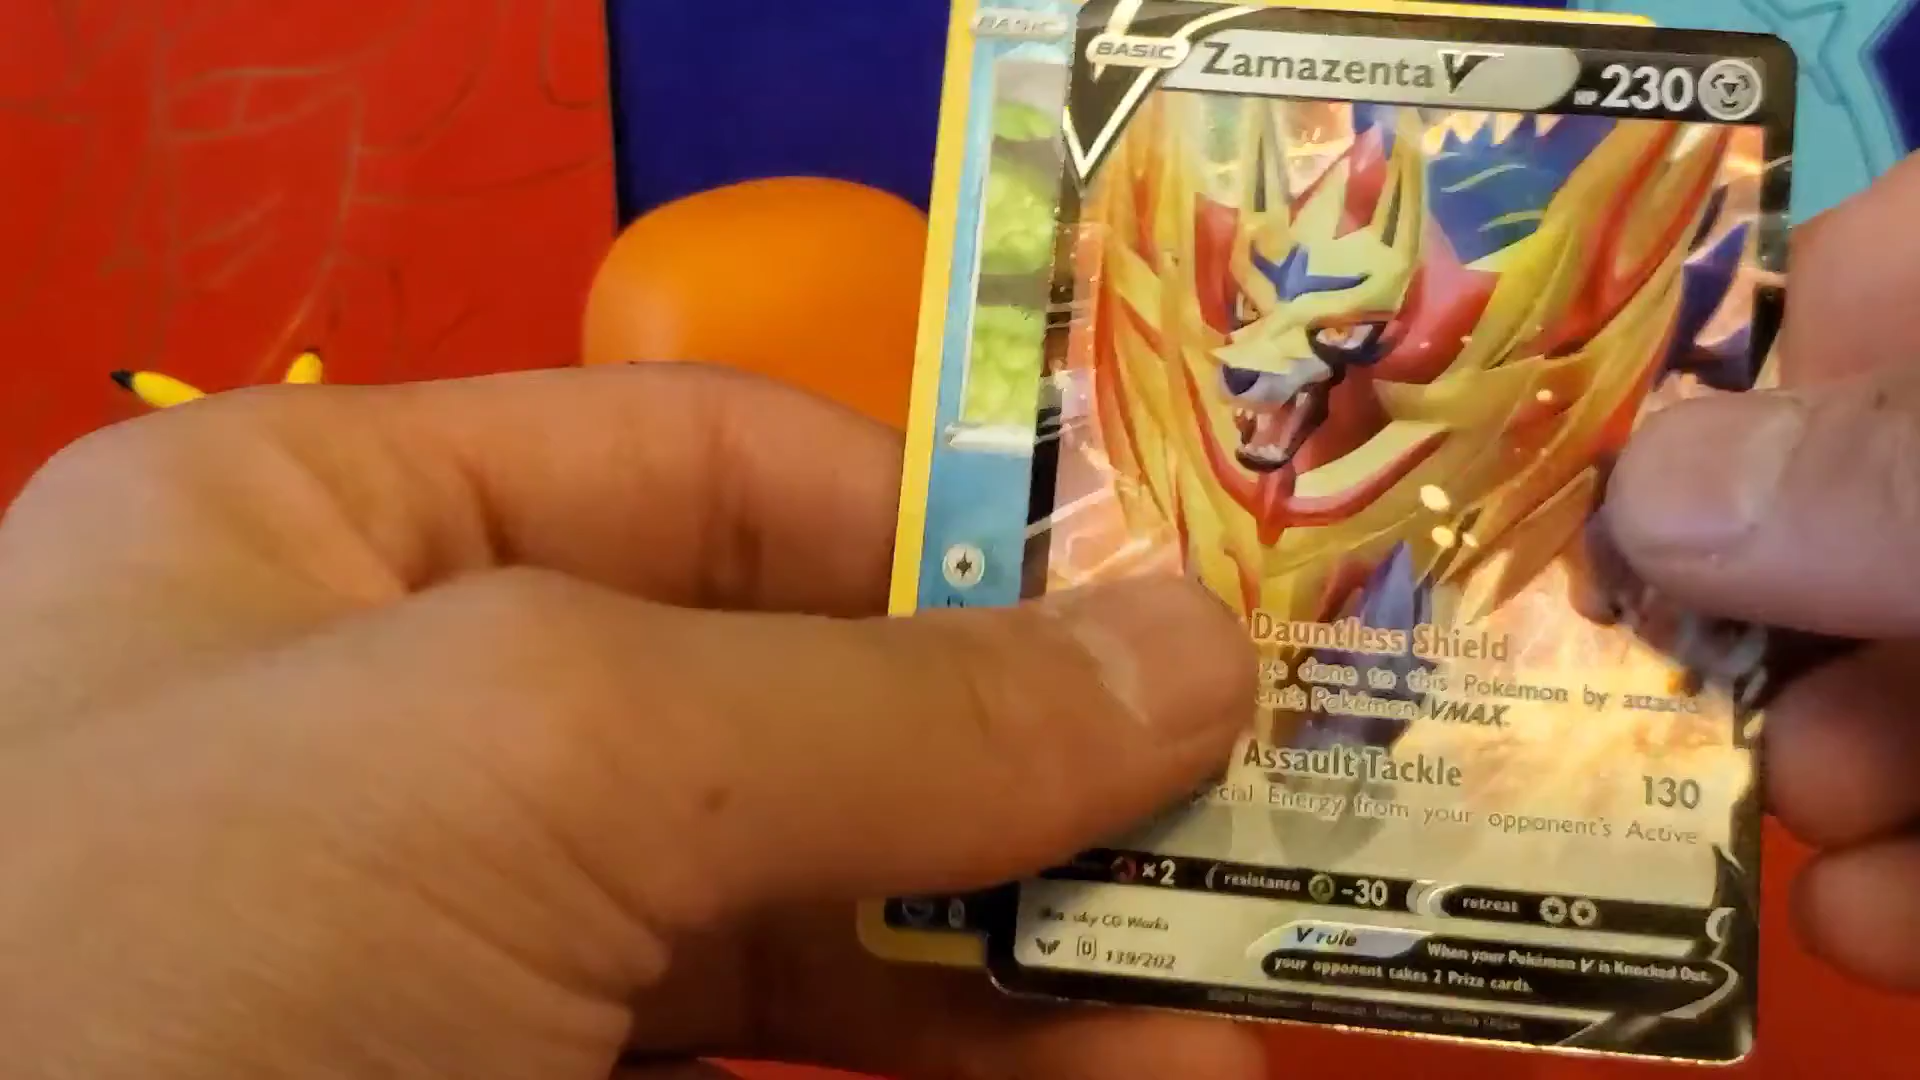 BASIC
BASIC Zamazenta V HP 230
Dauntless Shield
done to this Pokémon by attacks
Pokémon VMAX.
Assault Tackle 130
Energy from your opponent's Active
×2 resistance -30 retreat
CG Works
139/202
V rule When your Pokémon V is Knocked Out,
your opponent takes 2 Prize cards.